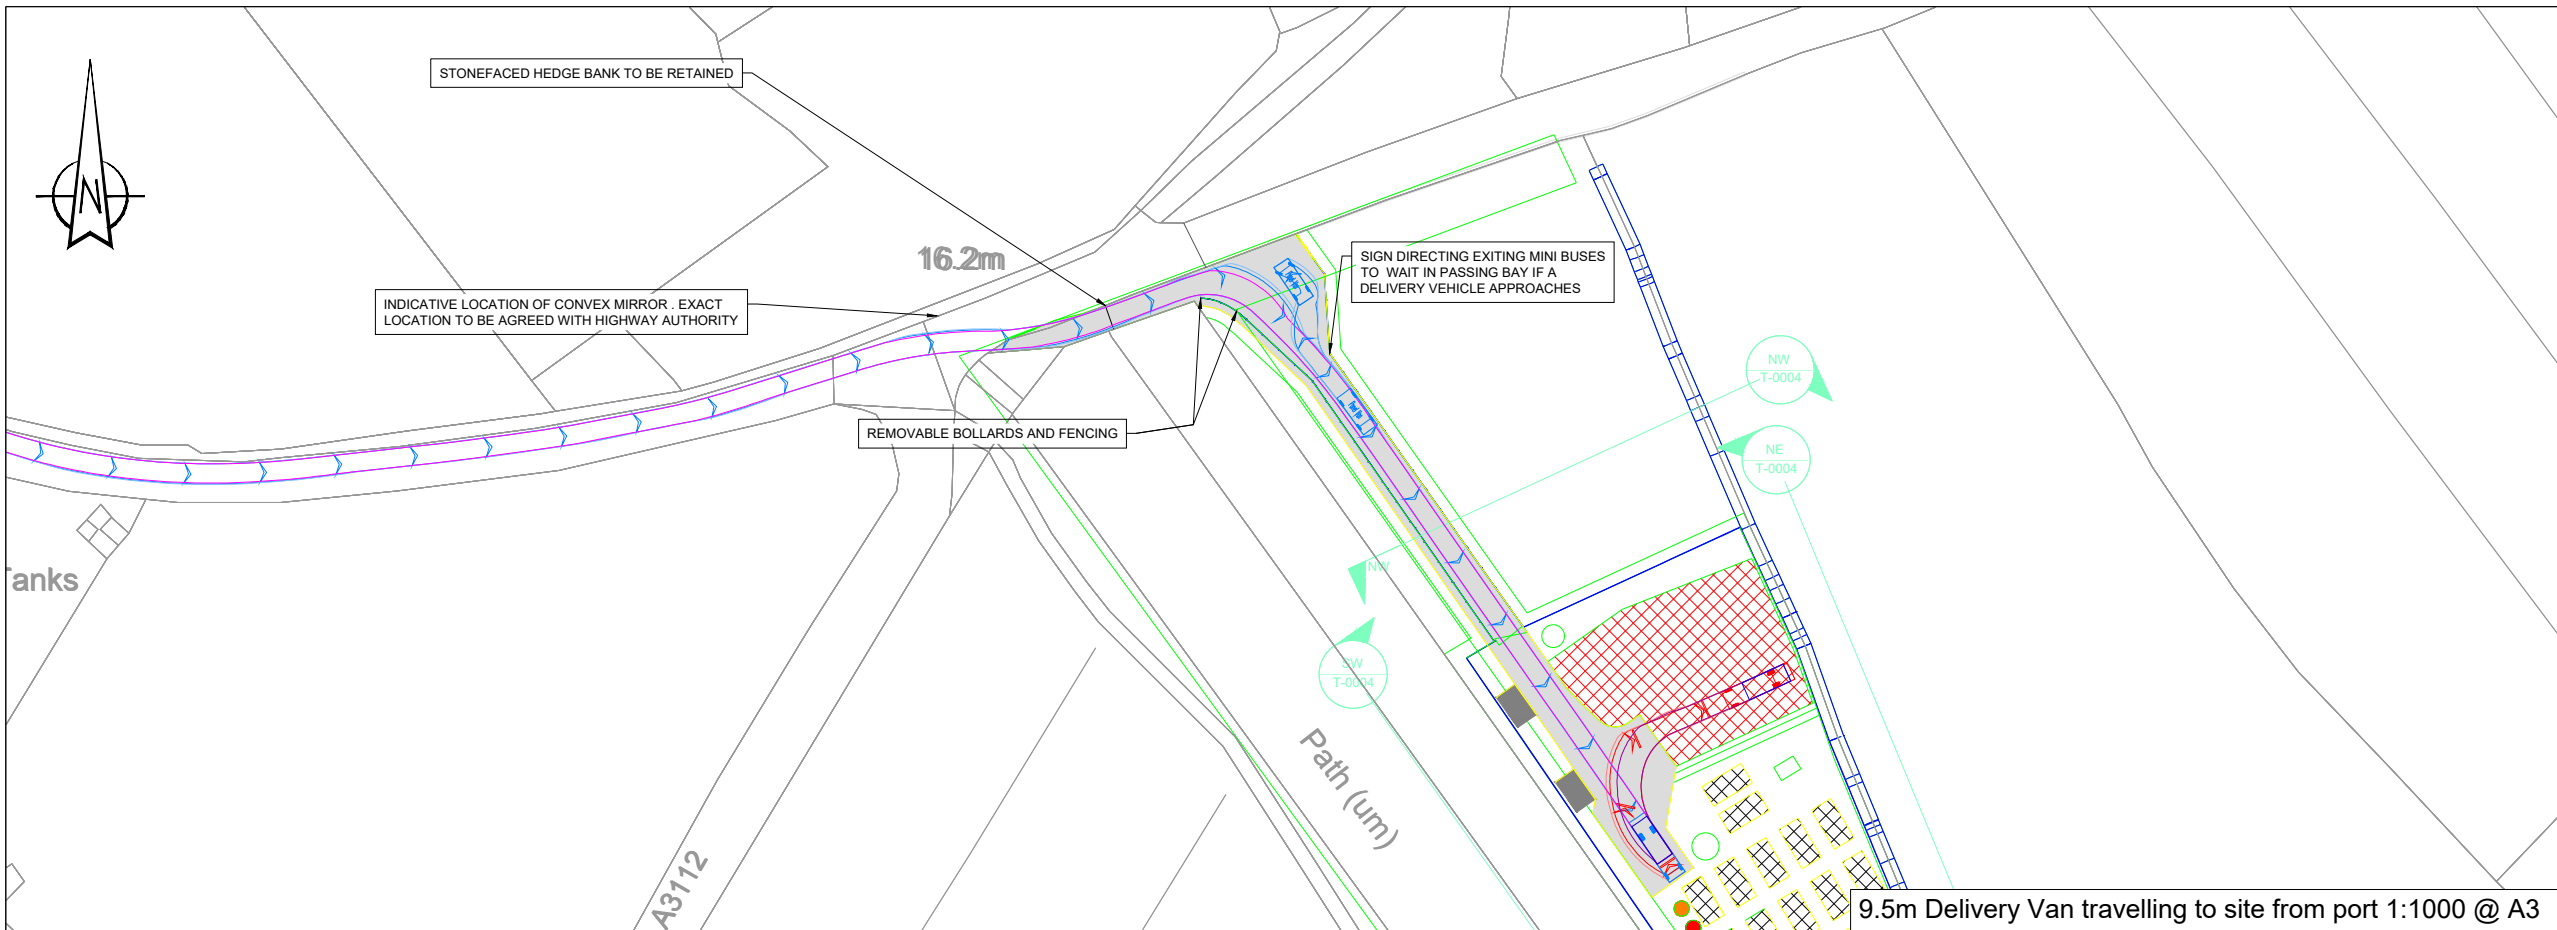 STONEFACED HEDGE BANK TO BE RETAINED
N
16.2m
SIGN DIRECTING EXITING MINI BUSES
TO WAIT IN PASSING BAY IF A
DELIVERY VEHICLE APPROACHES
INDICATIVE LOCATION OF CONVEX MIRROR . EXACT
LOCATION TO BE AGREED WITH HIGHWAY AUTHORITY
NW
T-0004
REMOVABLE BOLLARDS AND FENCING
NE
T-0004
NW
Tanks
SW
T-0004
Path (um)
A3112
9.5m Delivery Van travelling to site from port 1:1000 @ A3